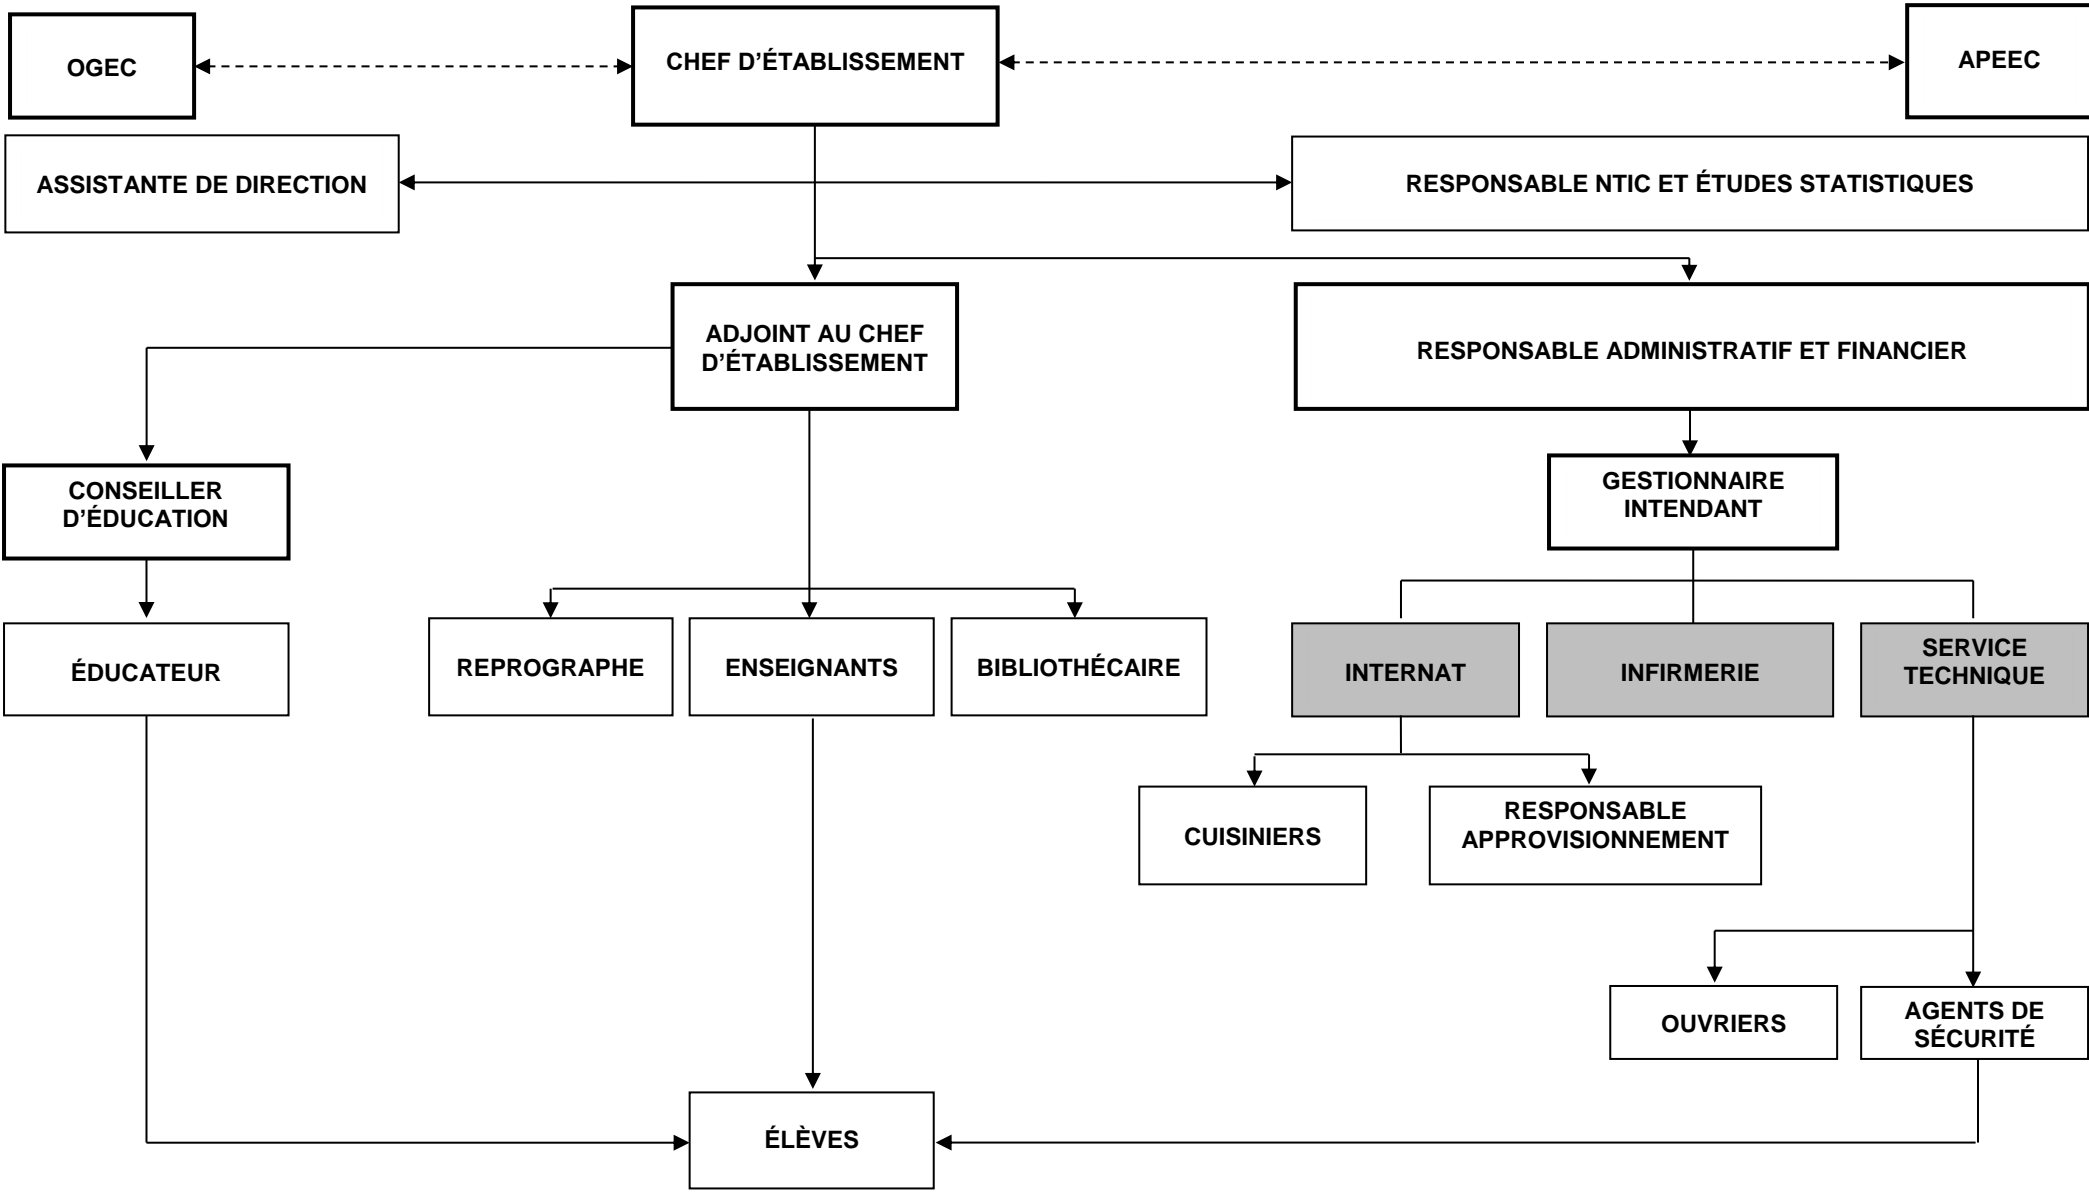 OGEC
CHEF D’ÉTABLISSEMENT
APEEC
ASSISTANTE DE DIRECTION
RESPONSABLE NTIC ET ÉTUDES STATISTIQUES
ADJOINT AU CHEF
D’ÉTABLISSEMENT
RESPONSABLE ADMINISTRATIF ET FINANCIER
CONSEILLER
D’ÉDUCATION
GESTIONNAIRE
INTENDANT
ÉDUCATEUR
REPROGRAPHE
ENSEIGNANTS
BIBLIOTHÉCAIRE
INTERNAT
INFIRMERIE
SERVICE
TECHNIQUE
CUISINIERS
RESPONSABLE
APPROVISIONNEMENT
OUVRIERS
AGENTS DE
SÉCURITÉ
ÉLÈVES